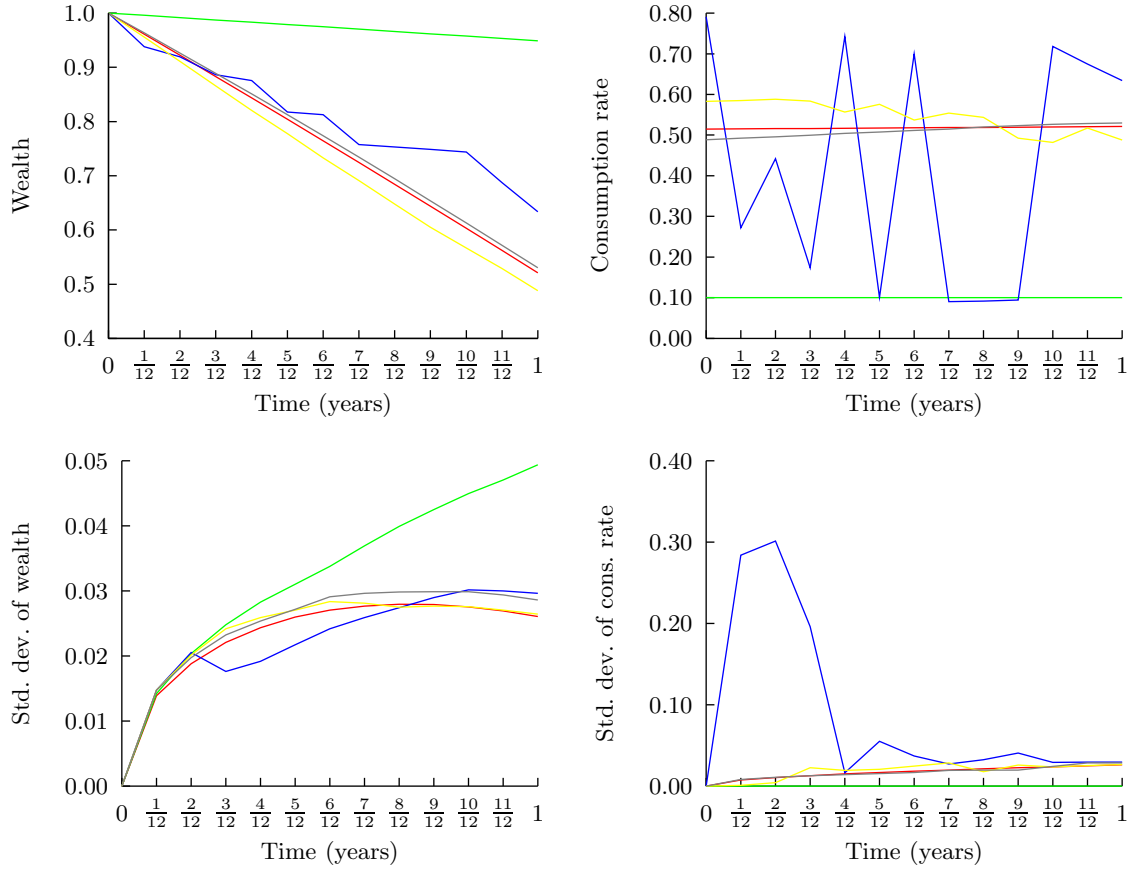 1.0
0.9
0.8
0.7
0.6
0.5
0.4
Wealth
0 1/12 2/12 3/12 4/12 5/12 6/12 7/12 8/12 9/12 10/12 11/12 1
Time (years)
0.80
0.70
0.60
0.50
0.40
0.30
0.20
0.10
0.00
Consumption rate
0 1/12 2/12 3/12 4/12 5/12 6/12 7/12 8/12 9/12 10/12 11/12 1
Time (years)
0.05
0.04
0.03
0.02
0.01
0.00
Std. dev. of wealth
0 1/12 2/12 3/12 4/12 5/12 6/12 7/12 8/12 9/12 10/12 11/12 1
Time (years)
0.40
0.30
0.20
0.10
0.00
Std. dev. of cons. rate
0 1/12 2/12 3/12 4/12 5/12 6/12 7/12 8/12 9/12 10/12 11/12 1
Time (years)